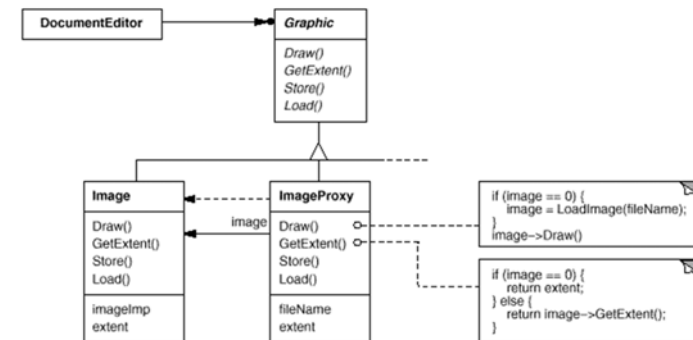 DocumentEditor
Graphic
Draw()
GetExtent()
Store()
Load()
Image
Draw()
GetExtent()
Store()
Load()
imageImp
extent
image
ImageProxy
Draw()
GetExtent()
Store()
Load()
fileName
extent
if (image == 0) {
image = LoadImage(fileName);
}
image->Draw()
if (image == 0) {
return extent;
} else {
return image->GetExtent();
}